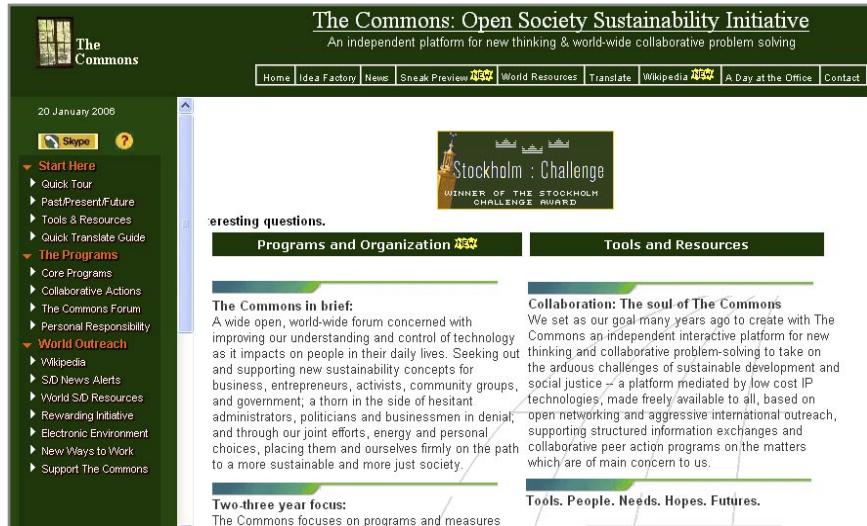 The Commons: Open Society Sustainability Initiative
An independent platform for new thinking & world-wide collaborative problem solving
The
Commons
Home Idea Factory News Sneak Preview NEW World Resources Translate Wikipedia NEW A Day at the Office Contact
20 January 2006
Skype ?
Start Here
Quick Tour
Past/Present/Future
Tools & Resources
Quick Translate Guide
The Programs
Core Programs
Collaborative Actions
The Commons Forum
Personal Responsibility
World Outreach
Wikipedia
S/D News Alerts
World S/D Resources
Rewarding Initiative
Electronic Environment
New Ways to Work
Support The Commons
Stockholm : Challenge
WINNER OF THE STOCKHOLM
CHALLENGE AWARD
eresting questions.
Programs and Organization NEW
The Commons in brief:
A wide open, world-wide forum concerned with
improving our understanding and control of technology
as it impacts on people in their daily lives. Seeking out
and supporting new sustainability concepts for
business, entrepreneurs, activists, community groups,
and government; a thorn in the side of hesitant
administrators, politicians and businessmen in denial;
and through our joint efforts, energy and personal
choices, placing them and ourselves firmly on the path
to a more sustainable and more just society.
Two-three year focus:
The Commons focuses on programs and measures
Tools and Resources
Collaboration: The soul of The Commons
We set as our goal many years ago to create with The
Commons an independent interactive platform for new
thinking and collaborative problem-solving to take on
the arduous challenges of sustainable development and
social justice -- a platform mediated by low cost IP
technologies, made freely available to all, based on
open networking and aggressive international outreach,
supporting structured information exchanges and
collaborative peer action programs on the matters
which are of main concern to us.
Tools. People. Needs. Hopes. Futures.